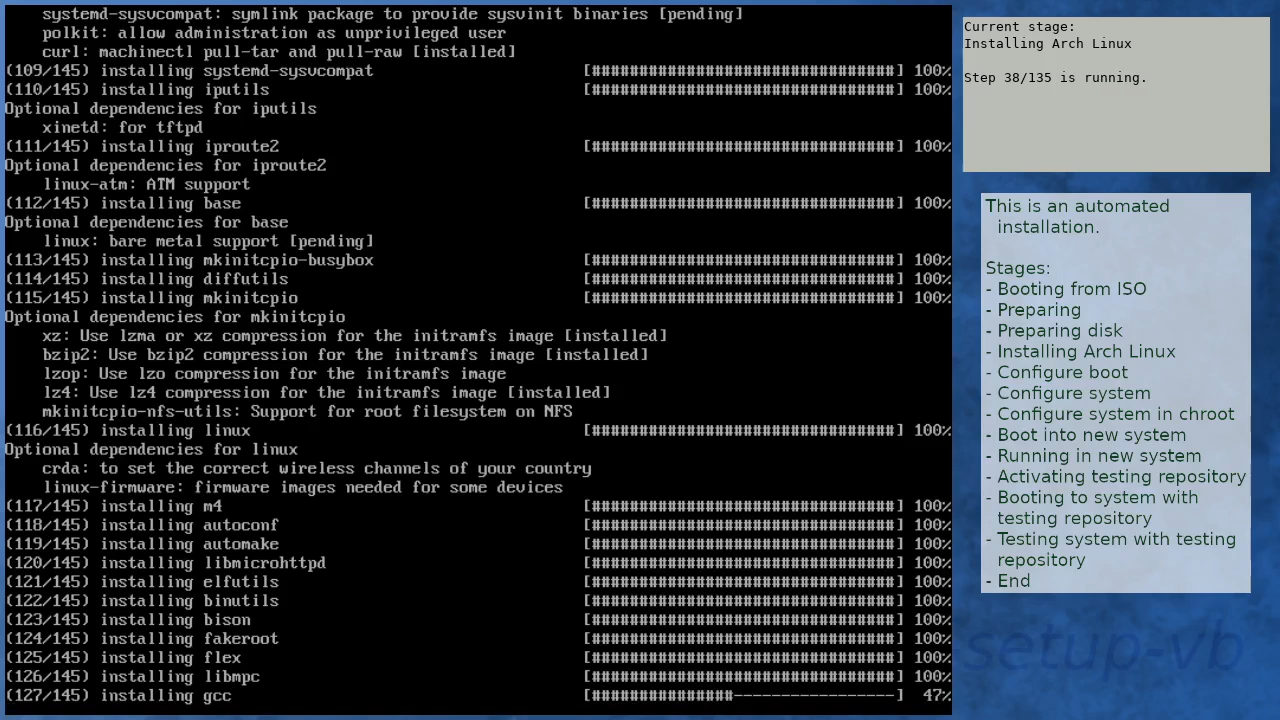 systemd-sysvcompat: symlink package to provide sysvinit binaries [pending]
polkit: allow administration as unprivileged user
curl: machinectl pull-tar and pull-raw [installed]
(109/145) installing systemd-sysvcompat [################################] 100%
(110/145) installing iputils [################################] 100%
Optional dependencies for iputils
xinetd: for tftpd
(111/145) installing iproute2 [################################] 100%
Optional dependencies for iproute2
linux-atm: ATM support
(112/145) installing base [################################] 100%
Optional dependencies for base
linux: bare metal support [pending]
(113/145) installing mkinitcpio-busybox [################################] 100%
(114/145) installing diffutils [################################] 100%
(115/145) installing mkinitcpio [################################] 100%
Optional dependencies for mkinitcpio
xz: Use lzma or xz compression for the initramfs image [installed]
bzip2: Use bzip2 compression for the initramfs image [installed]
lzop: Use lzo compression for the initramfs image
lz4: Use lz4 compression for the initramfs image [installed]
mkinitcpio-nfs-utils: Support for root filesystem on NFS
(116/145) installing linux [################################] 100%
Optional dependencies for linux
crda: to set the correct wireless channels of your country
linux-firmware: firmware images needed for some devices
(117/145) installing m4 [################################] 100%
(118/145) installing autoconf [################################] 100%
(119/145) installing automake [################################] 100%
(120/145) installing libmicrohttpd [################################] 100%
(121/145) installing elfutils [################################] 100%
(122/145) installing binutils [################################] 100%
(123/145) installing bison [################################] 100%
(124/145) installing fakeroot [################################] 100%
(125/145) installing flex [################################] 100%
(126/145) installing libmpc [################################] 100%
(127/145) installing gcc [###############-----------------] 47%
Current stage:
Installing Arch Linux
Step 38/135 is running.
This is an automated
installation.
Stages:
- Booting from ISO
- Preparing
- Preparing disk
- Installing Arch Linux
- Configure boot
- Configure system
- Configure system in chroot
- Boot into new system
- Running in new system
- Activating testing repository
- Booting to system with
testing repository
- Testing system with testing
repository
- End
setup-vb